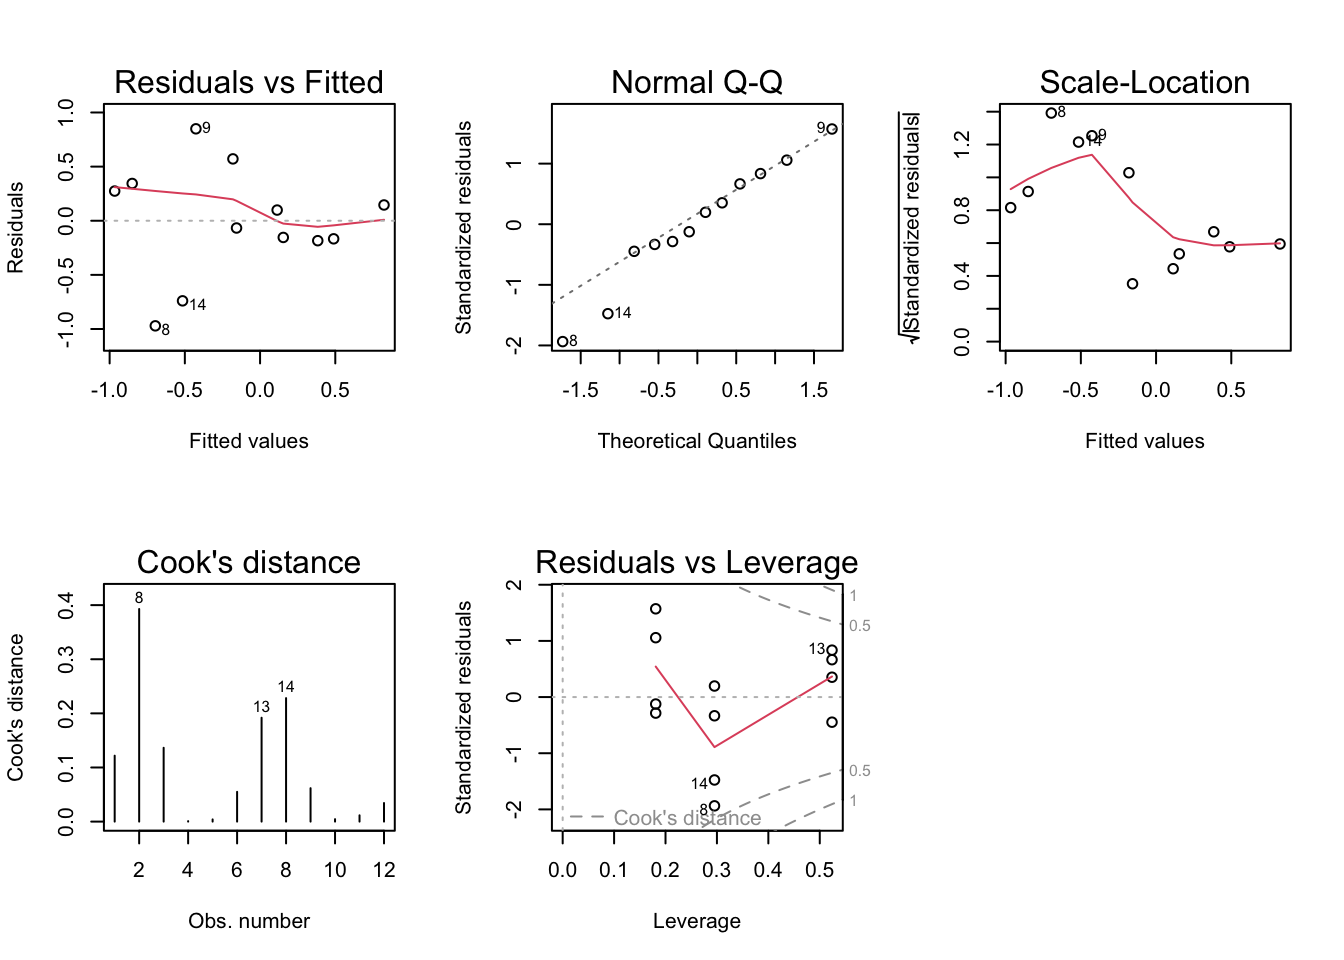 Residuals vs Fitted
Residuals
1.0
0.5
0.0
-0.5
-1.0
9
14
8
-1.0 -0.5 0.0 0.5
Fitted values
Normal Q-Q
Standardized residuals
1
0
-1
-2
9
14
8
-1.5 -0.5 0.5 1.5
Theoretical Quantiles
Scale-Location
√|Standardized residuals|
1.2
0.8
0.4
0.0
8
9
14
-1.0 -0.5 0.0 0.5
Fitted values
Cook's distance
Cook's distance
0.4
0.3
0.2
0.1
0.0
8
13
14
2 4 6 8 10 12
Obs. number
Residuals vs Leverage
Standardized residuals
2
1
0
-1
-2
1
0.5
13
0.5
1
14
8
Cook's distance
0.0 0.1 0.2 0.3 0.4 0.5
Leverage